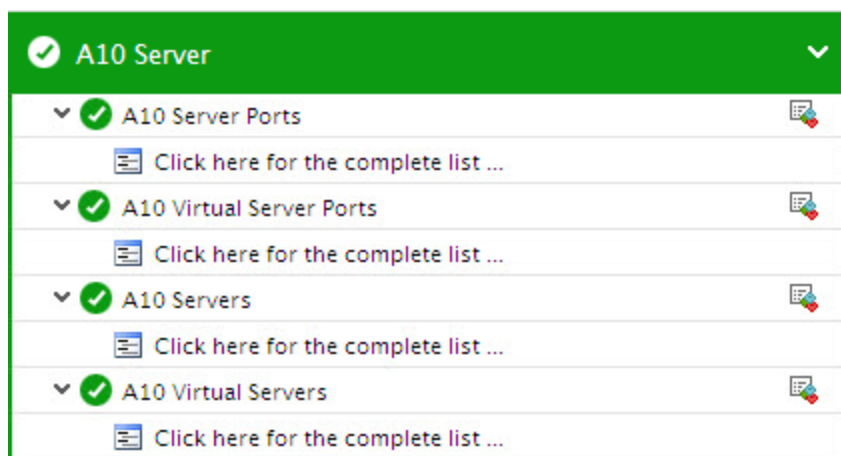 A10 Server
A10 Server Ports
Click here for the complete list ...
A10 Virtual Server Ports
Click here for the complete list ...
A10 Servers
Click here for the complete list ...
A10 Virtual Servers
Click here for the complete list ...